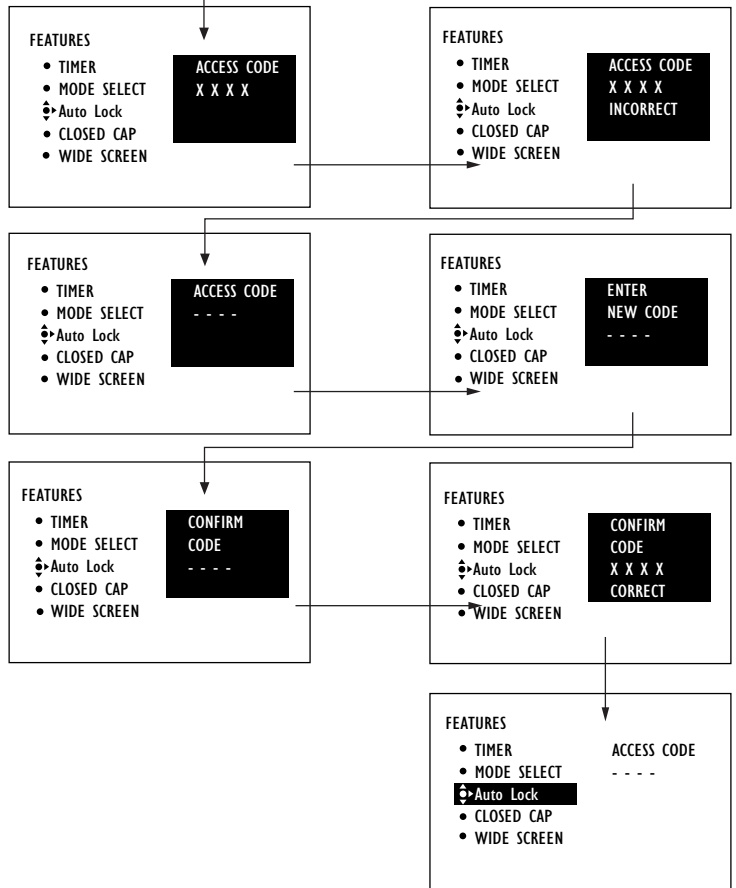 FEATURES
• TIMER
• MODE SELECT
Auto Lock
• CLOSED CAP
• WIDE SCREEN
ACCESS CODE
X X X X
FEATURES
• TIMER
• MODE SELECT
Auto Lock
• CLOSED CAP
• WIDE SCREEN
ACCESS CODE
X X X X
INCORRECT
FEATURES
• TIMER
• MODE SELECT
Auto Lock
• CLOSED CAP
• WIDE SCREEN
ACCESS CODE
- - - -
FEATURES
• TIMER
• MODE SELECT
Auto Lock
• CLOSED CAP
• WIDE SCREEN
ENTER
NEW CODE
- - - -
FEATURES
• TIMER
• MODE SELECT
Auto Lock
• CLOSED CAP
• WIDE SCREEN
CONFIRM
CODE
- - - -
FEATURES
• TIMER
• MODE SELECT
Auto Lock
• CLOSED CAP
• WIDE SCREEN
CONFIRM
CODE
X X X X
CORRECT
FEATURES
• TIMER
• MODE SELECT
Auto Lock
• CLOSED CAP
• WIDE SCREEN
ACCESS CODE
- - - -